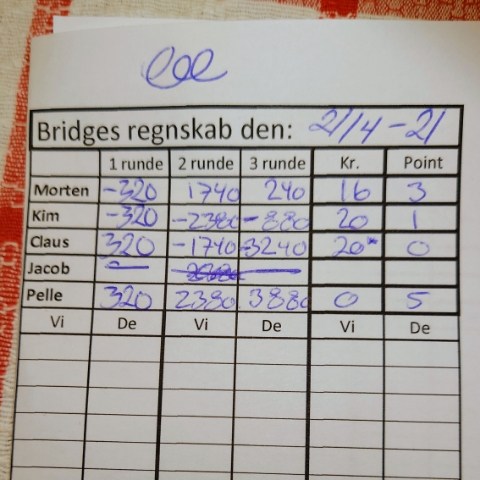 Bridges regnskab den: 21/4-21
1 runde 2 runde 3 runde Kr. Point
Morten -320 1740 240 16 3
Kim -320 -2380 -880 20 1
Claus 320 -1740 -3240 20 0
Jacob —
Pelle 320 2380 3880 0 5
Vi De Vi De Vi De